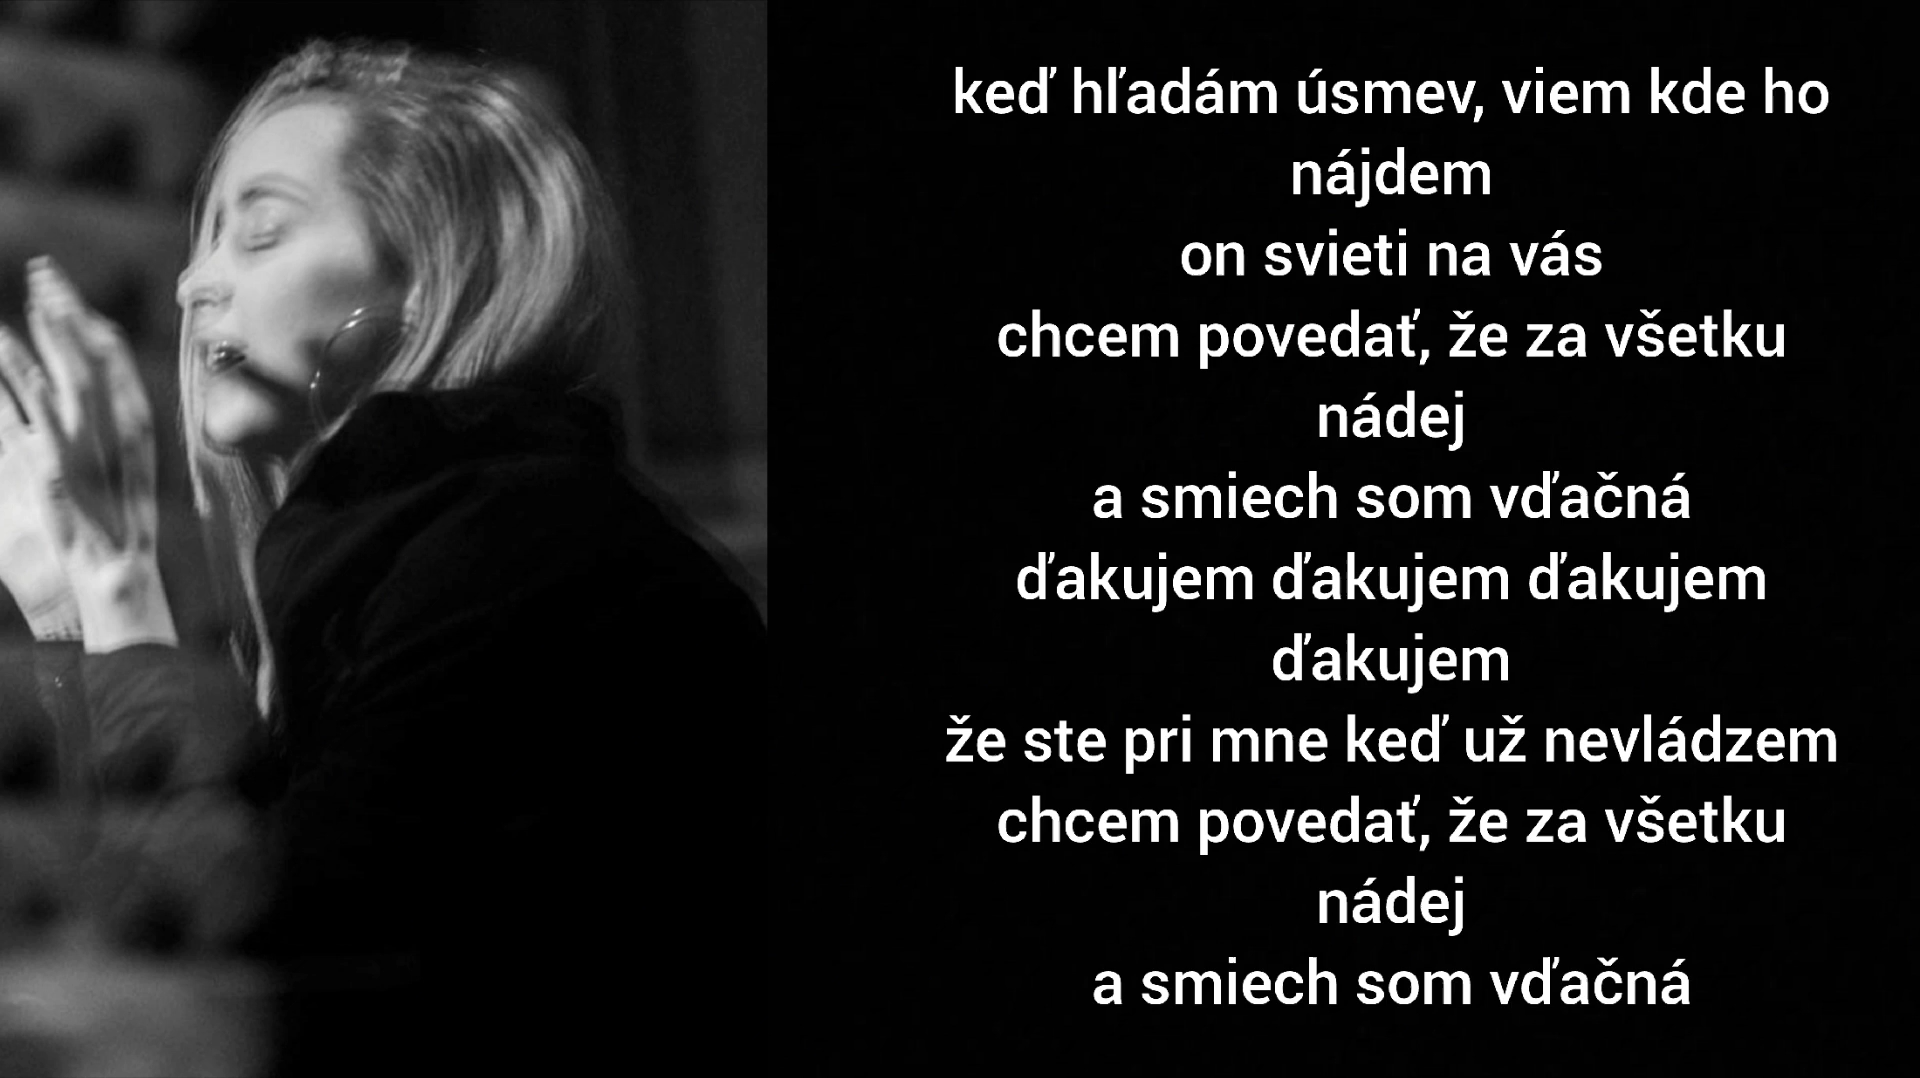 keď hľadám úsmev, viem kde ho
nájdem
on svieti na vás
chcem povedať, že za všetku
nádej
a smiech som vďačná
ďakujem ďakujem ďakujem
ďakujem
že ste pri mne keď už nevládzem
chcem povedať, že za všetku
nádej
a smiech som vďačná